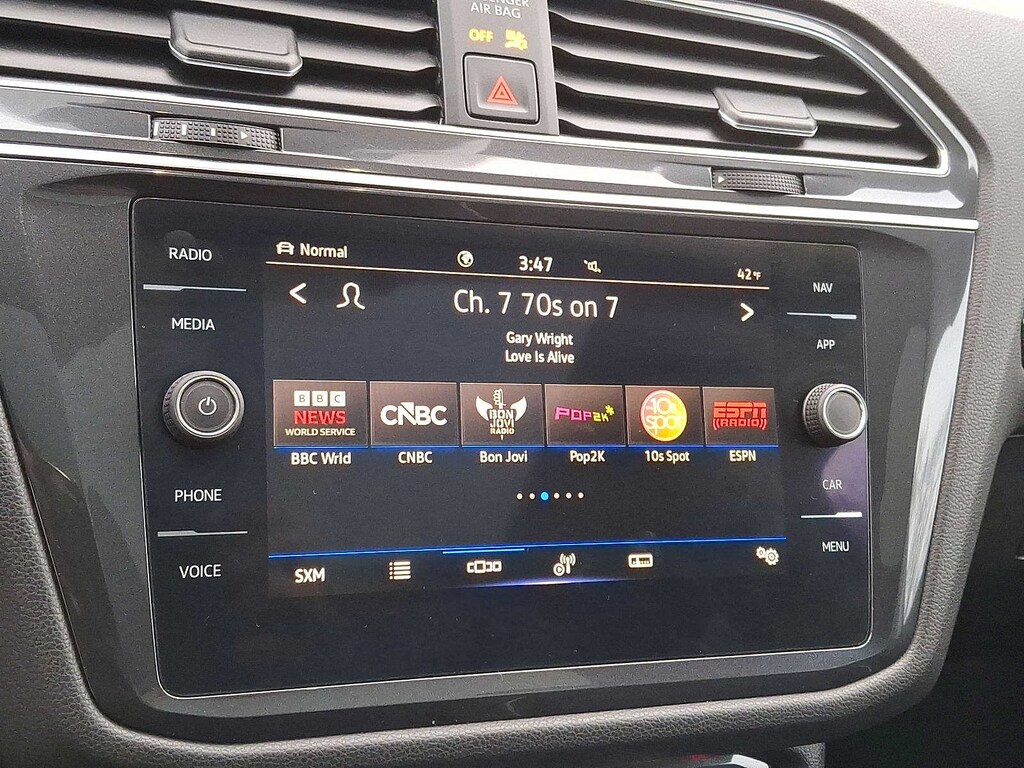 PASSENGER
AIR BAG
OFF
RADIO
MEDIA
PHONE
VOICE
Normal
3:47
42°F
Ch. 7 70s on 7
Gary Wright
Love Is Alive
BBC
NEWS
WORLD SERVICE
CNBC
BON
JOVI
RADIO
POP2K
10s
SPOT
ESPN
((RADIO))
BBC Wrld
CNBC
Bon Jovi
Pop2K
10s Spot
ESPN
SXM
NAV
APP
CAR
MENU